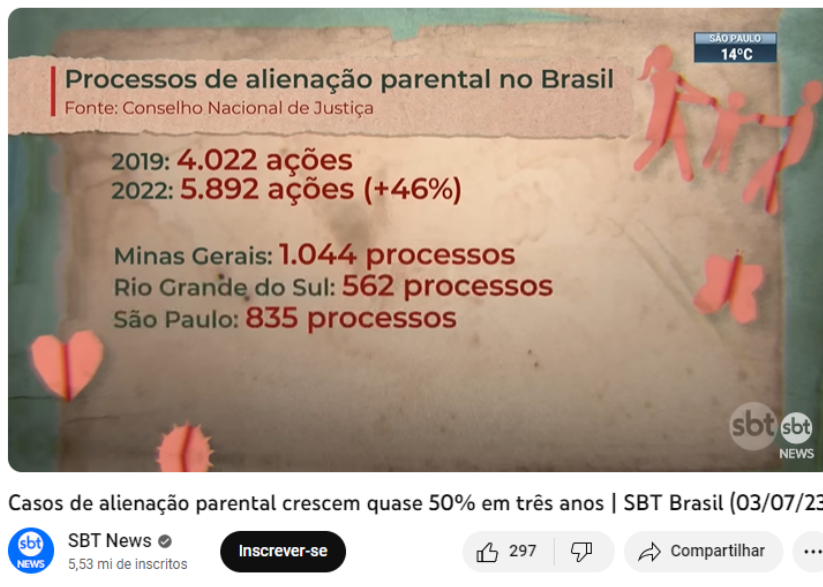 SÃO PAULO
14°C
Processos de alienação parental no Brasil
Fonte: Conselho Nacional de Justiça
2019: 4.022 ações
2022: 5.892 ações (+46%)
Minas Gerais: 1.044 processos
Rio Grande do Sul: 562 processos
São Paulo: 835 processos
sbt sbt
NEWS
Casos de alienação parental crescem quase 50% em três anos | SBT Brasil (03/07/23
sbt
NEWS
SBT News
5,53 mi de inscritos
Inscrever-se
297
Compartilhar